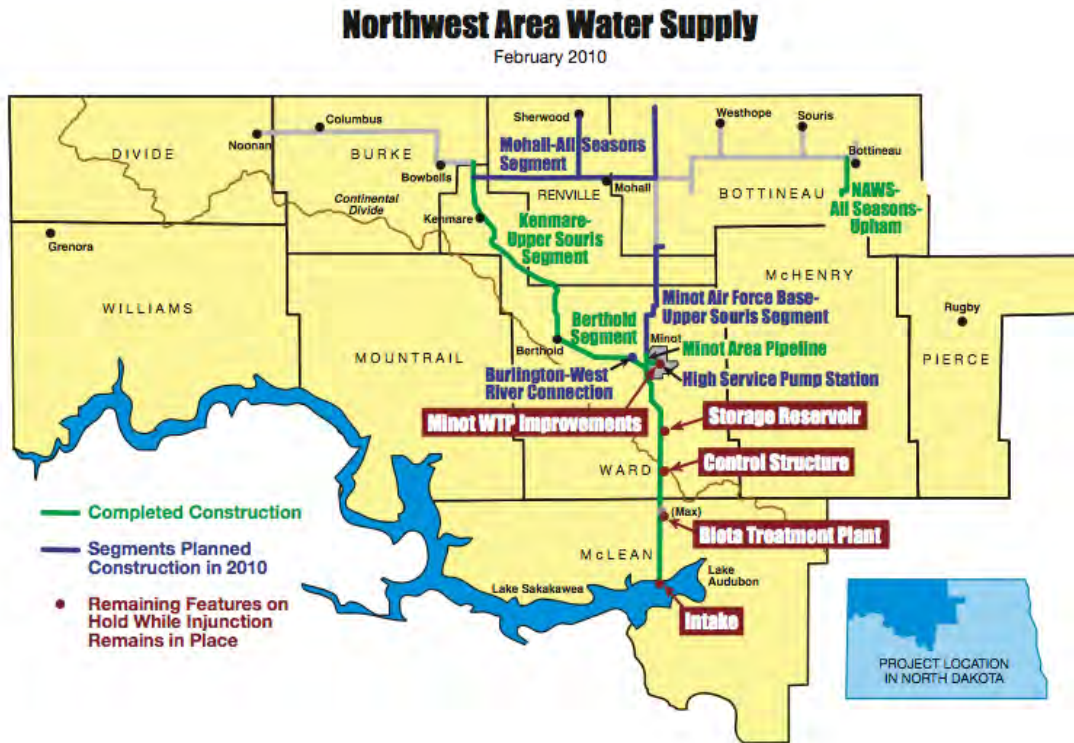 Northwest Area Water Supply
February 2010
Columbus
Noonan
DIVIDE
BURKE
Bowbells
Sherwood
Mohall-All Seasons
Segment
RENVILLE
Mohall
Westhope
Souris
Bottineau
BOTTINEAU
NAWS-
All Seasons-
Upham
Continental
Divide
Kenmare
Kenmare-
Upper Souris
Segment
Grenora
WILLIAMS
MOUNTRAIL
McHENRY
Rugby
PIERCE
Minot Air Force Base-
Upper Souris Segment
Berthold
Segment
Minot
Berthold
Minot Area Pipeline
Burlington-West
River Connection
High Service Pump Station
Minot WTP Improvements
Storage Reservoir
WARD
Control Structure
(Max)
Biota Treatment Plant
McLEAN
Lake
Audubon
Lake Sakakawea
Intake
Completed Construction
Segments Planned
Construction in 2010
Remaining Features on
Hold While Injunction
Remains in Place
PROJECT LOCATION
IN NORTH DAKOTA